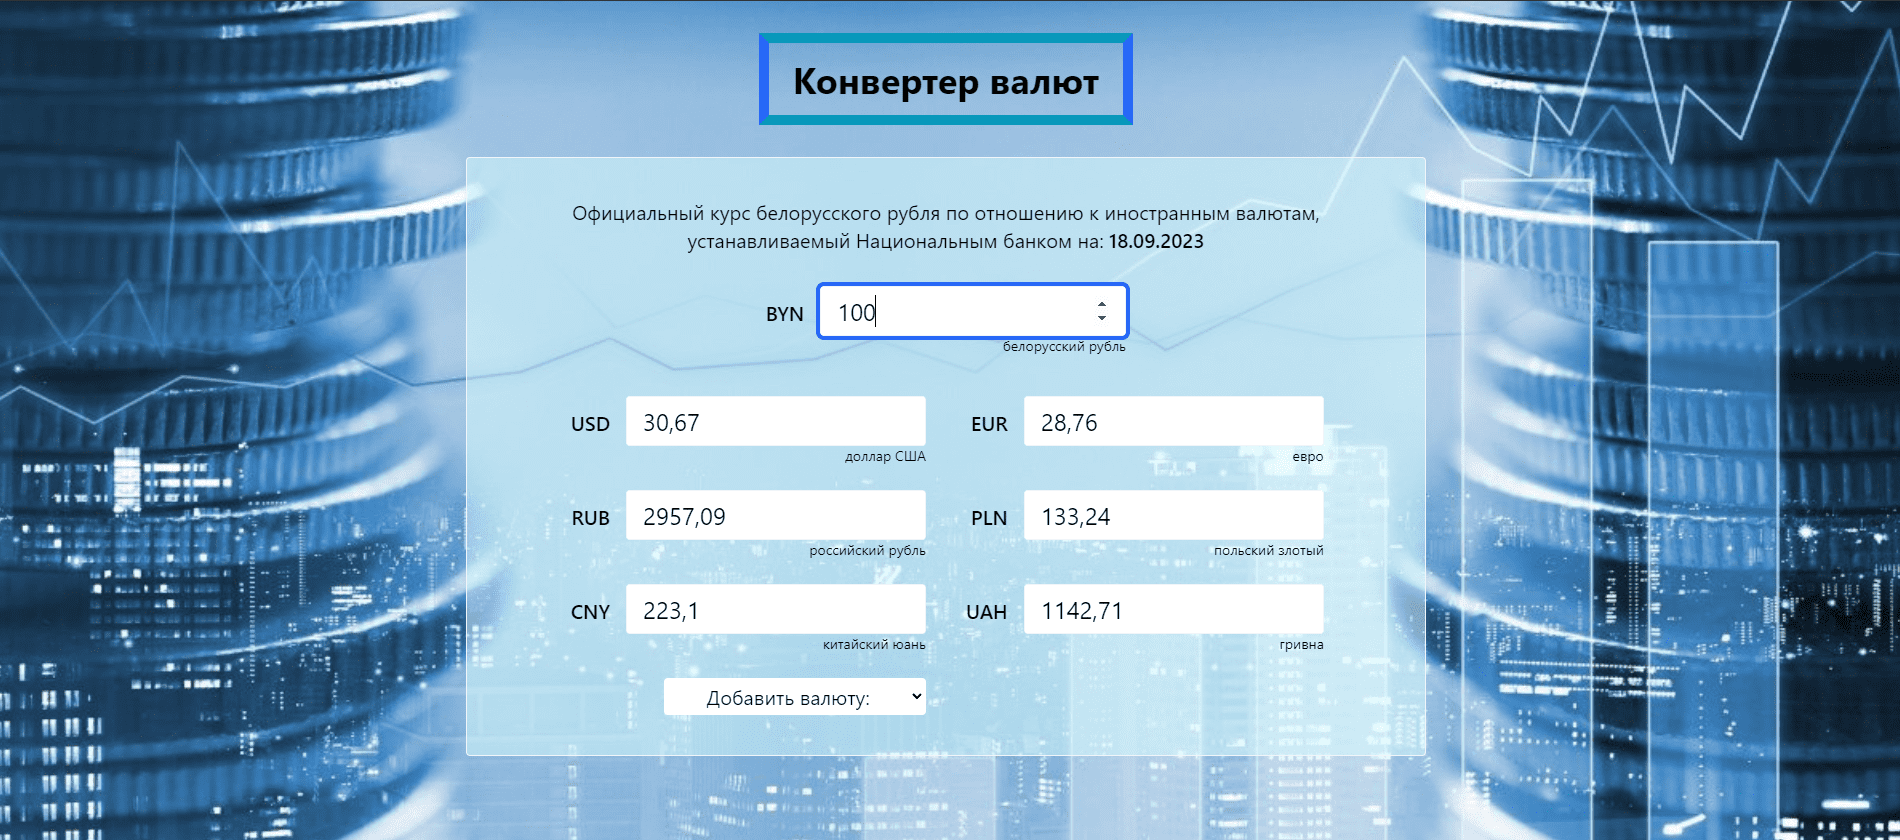 Конвертер валют
Официальный курс белорусского рубля по отношению к иностранным валютам,
устанавливаемый Национальным банком на: 18.09.2023
BYN 100
белорусский рубль
USD 30,67 EUR 28,76
доллар США евро
RUB 2957,09 PLN 133,24
российский рубль польский злотый
CNY 223,1 UAH 1142,71
китайский юань гривна
Добавить валюту: